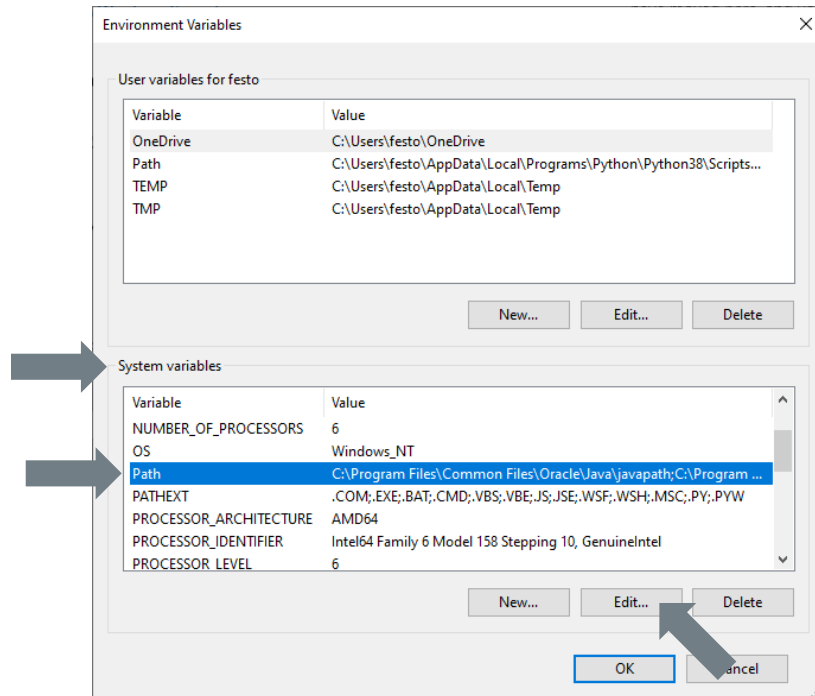 Environment Variables
User variables for festo
Variable Value
OneDrive C:\Users\festo\OneDrive
Path C:\Users\festo\AppData\Local\Programs\Python\Python38\Scripts...
TEMP C:\Users\festo\AppData\Local\Temp
TMP C:\Users\festo\AppData\Local\Temp
New... Edit... Delete
System variables
Variable Value
NUMBER_OF_PROCESSORS 6
OS Windows_NT
Path C:\Program Files\Common Files\Oracle\Java\javapath;C:\Program ...
PATHEXT .COM;.EXE;.BAT;.CMD;.VBS;.VBE;.JS;.JSE;.WSF;.WSH;.MSC;.PY;.PYW
PROCESSOR_ARCHITECTURE AMD64
PROCESSOR_IDENTIFIER Intel64 Family 6 Model 158 Stepping 10, GenuineIntel
PROCESSOR_LEVEL 6
New... Edit... Delete
OK ancel